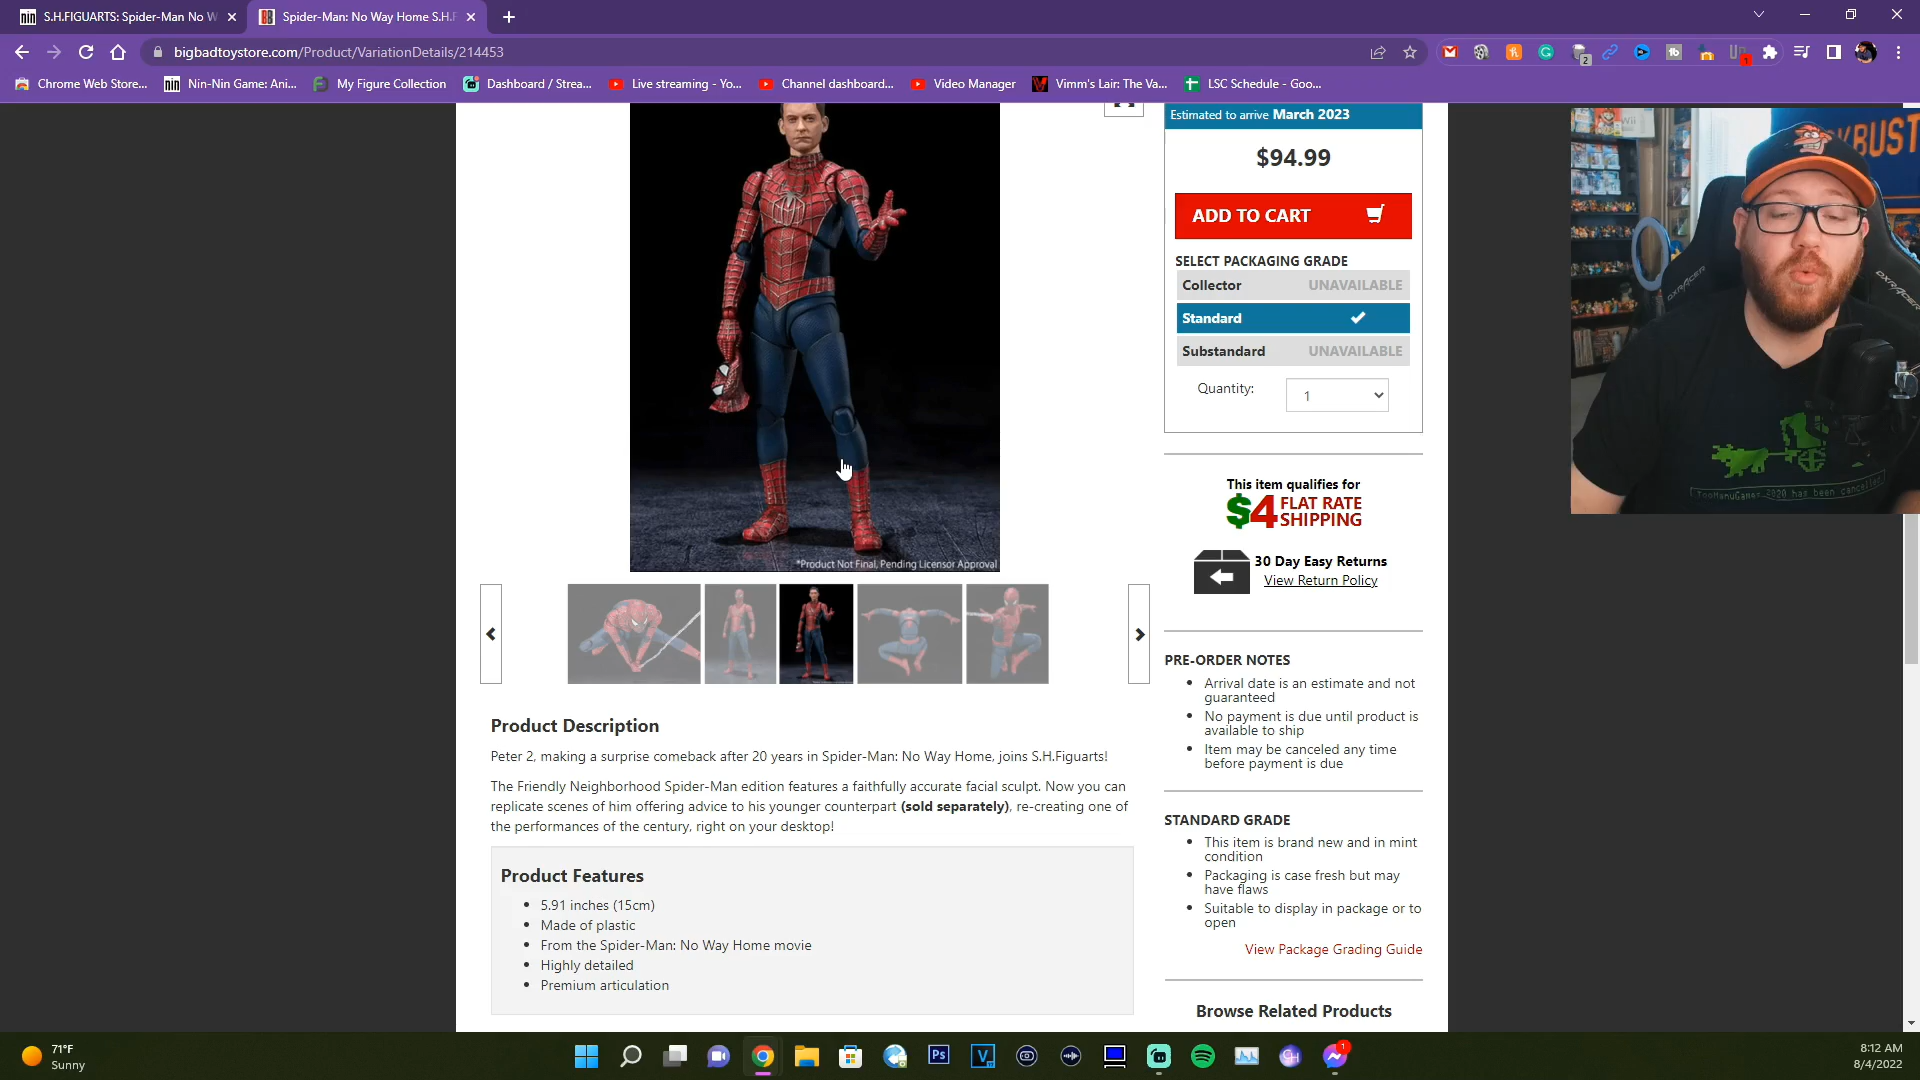 S.H.FIGUARTS: Spider-Man No W
Spider-Man: No Way Home S.H.F
bigbadtoystore.com/Product/VariationDetails/214453
Chrome Web Store...
Nin-Nin Game: Ani...
My Figure Collection
Dashboard / Strea...
Live streaming - Yo...
Channel dashboard...
Video Manager
Vimm's Lair: The Va...
LSC Schedule - Goo...
Estimated to arrive March 2023
$94.99
ADD TO CART
SELECT PACKAGING GRADE
Collector UNAVAILABLE
Standard
Substandard UNAVAILABLE
Quantity: 1
This item qualifies for
$4 FLAT RATE SHIPPING
30 Day Easy Returns
View Return Policy
*Product Not Final, Pending Licensor Approval
PRE-ORDER NOTES
Arrival date is an estimate and not
guaranteed
No payment is due until product is
available to ship
Item may be canceled any time
before payment is due
Product Description
Peter 2, making a surprise comeback after 20 years in Spider-Man: No Way Home, joins S.H.Figuarts!
The Friendly Neighborhood Spider-Man edition features a faithfully accurate facial sculpt. Now you can
replicate scenes of him offering advice to his younger counterpart (sold separately), re-creating one of
the performances of the century, right on your desktop!
Product Features
5.91 inches (15cm)
Made of plastic
From the Spider-Man: No Way Home movie
Highly detailed
Premium articulation
STANDARD GRADE
This item is brand new and in mint
condition
Packaging is case fresh but may
have flaws
Suitable to display in package or to
open
View Package Grading Guide
Browse Related Products
71°F
Sunny
8:12 AM
8/4/2022